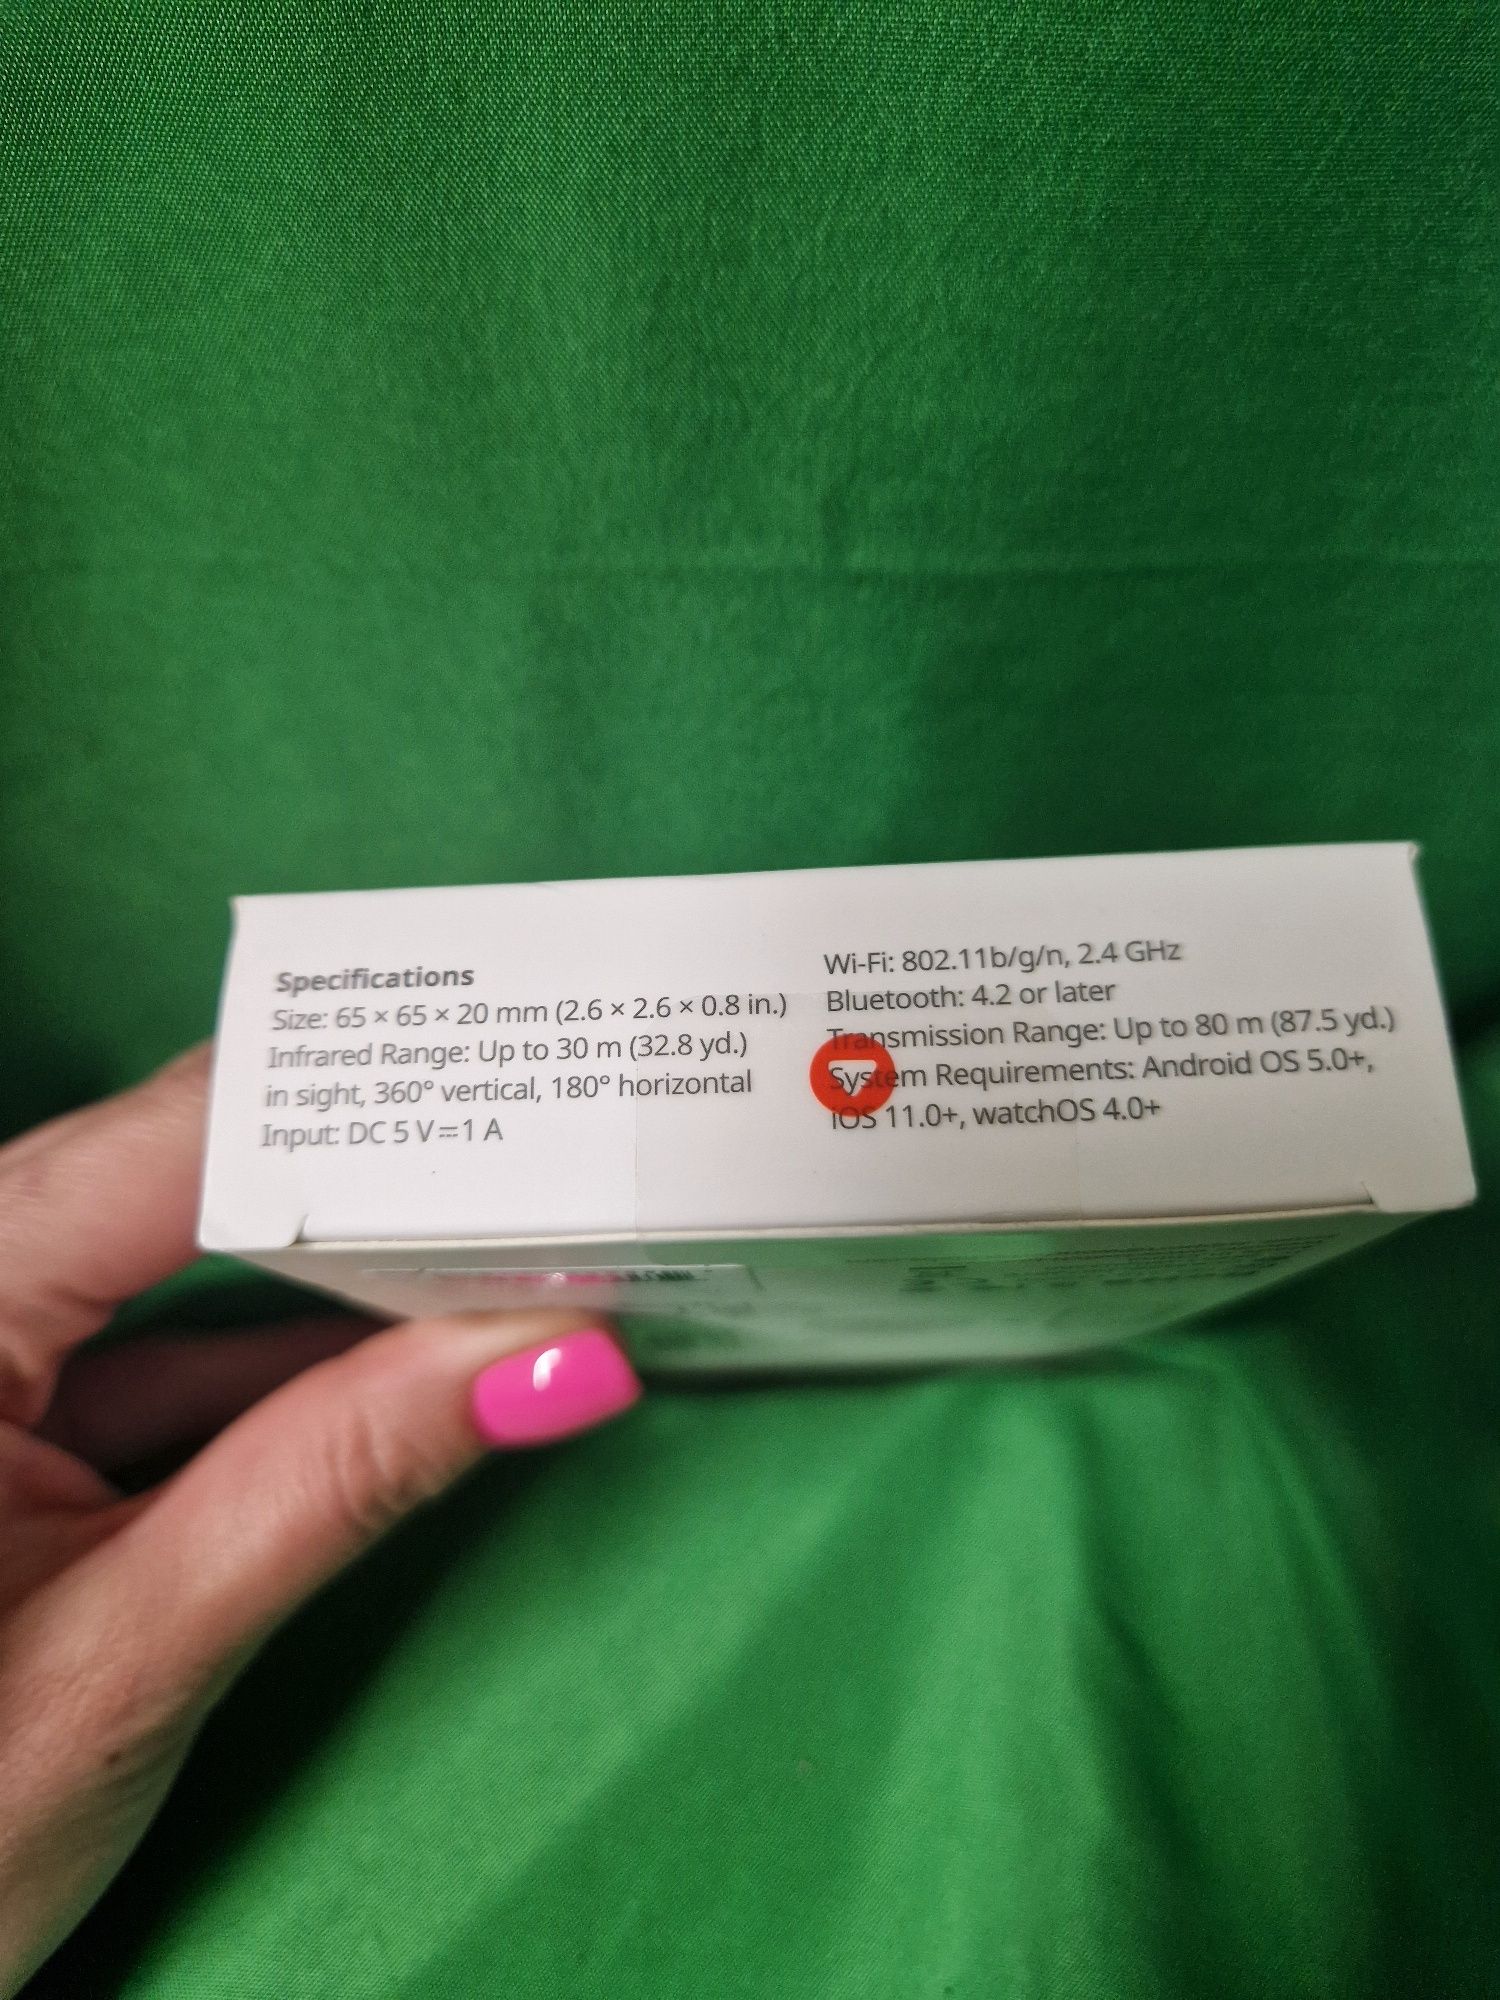 Specifications
Size: 65 × 65 × 20 mm (2.6 × 2.6 × 0.8 in.)
Infrared Range: Up to 30 m (32.8 yd.)
in sight, 360° vertical, 180° horizontal
Input: DC 5 V⎓1 A
Wi-Fi: 802.11b/g/n, 2.4 GHz
Bluetooth: 4.2 or later
Transmission Range: Up to 80 m (87.5 yd.)
System Requirements: Android OS 5.0+,
iOS 11.0+, watchOS 4.0+